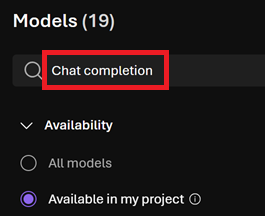 Models (19)
Chat completion
Availability
All models
Available in my project